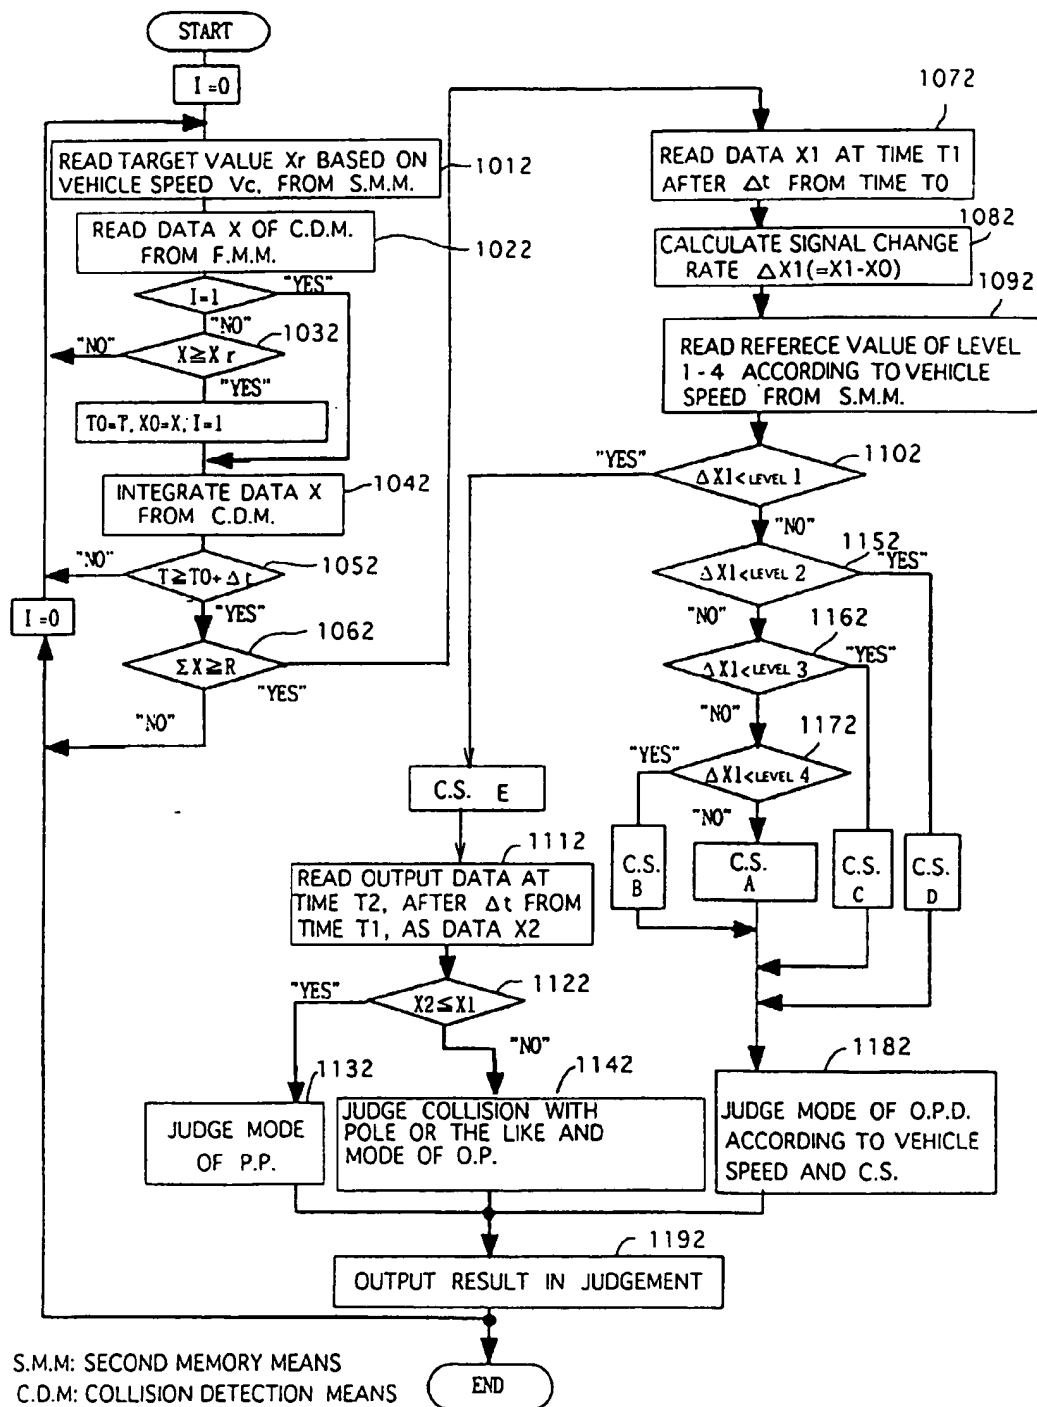 START
I=0
READ TARGET VALUE Xr BASED ON
VEHICLE SPEED Vc, FROM S.M.M.
1012
READ DATA X OF C.D.M.
FROM F.M.M.
1022
I=1
"YES"
"NO"
1032
X≧Xr
"NO"
"YES"
T0=T, X0=X, I=1
INTEGRATE DATA X
FROM C.D.M.
1042
T≧T0+Δt
1052
"NO"
"YES"
I=0
ΣX≧R
1062
"YES"
"NO"
1072
READ DATA X1 AT TIME T1
AFTER Δt FROM TIME T0
1082
CALCULATE SIGNAL CHANGE
RATE ΔX1(=X1-X0)
1092
READ REFERECE VALUE OF LEVEL
1-4 ACCORDING TO VEHICLE
SPEED FROM S.M.M.
1102
"YES"
ΔX1<LEVEL 1
"NO"
1152
ΔX1<LEVEL 2
"YES"
"NO"
1162
ΔX1<LEVEL 3
"YES"
"NO"
1172
"YES"
ΔX1<LEVEL 4
"NO"
C.S. E
C.S.
B
C.S.
A
C.S.
C
C.S.
D
1112
READ OUTPUT DATA AT
TIME T2, AFTER Δt FROM
TIME T1, AS DATA X2
1122
"YES"
X2≦X1
"NO"
1132
JUDGE MODE
OF P.P.
1142
JUDGE COLLISION WITH
POLE OR THE LIKE AND
MODE OF O.P.
1182
JUDGE MODE OF O.P.D.
ACCORDING TO VEHICLE
SPEED AND C.S.
1192
OUTPUT RESULT IN JUDGEMENT
END
S.M.M: SECOND MEMORY MEANS
C.D.M: COLLISION DETECTION MEANS